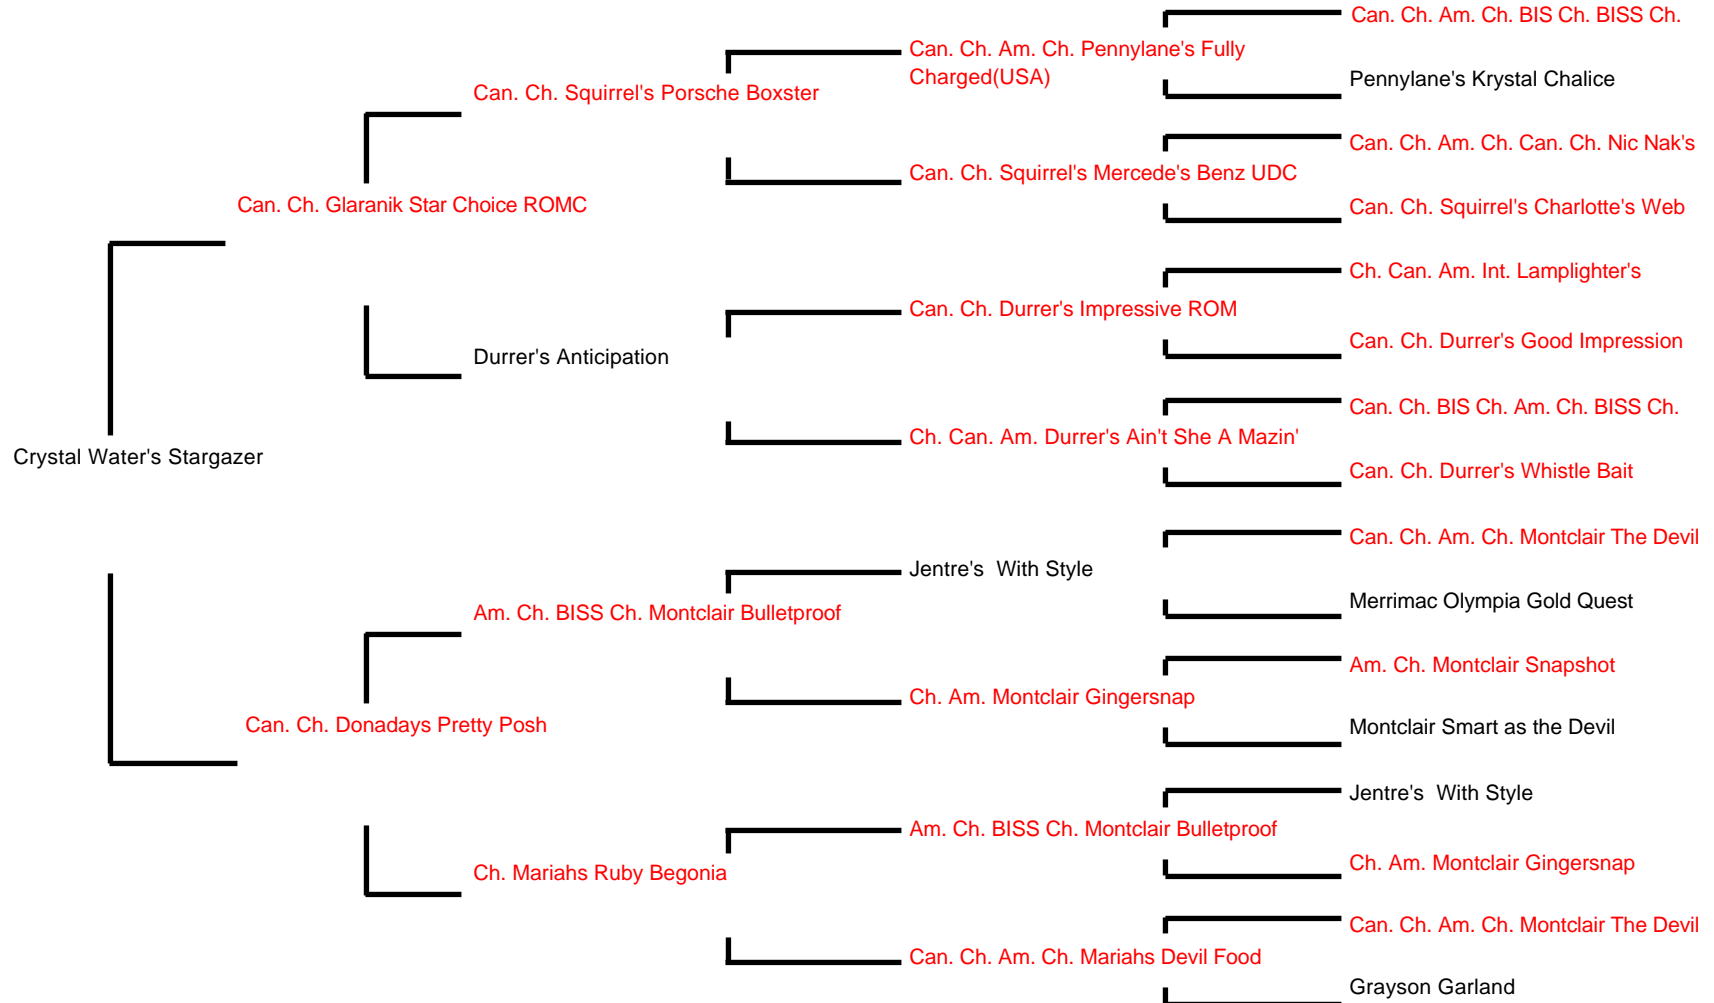 Can. Ch. Am. Ch. BIS Ch. BISS Ch.
Can. Ch. Am. Ch. Pennylane's Fully
Charged(USA)
Pennylane's Krystal Chalice
Can. Ch. Squirrel's Porsche Boxster
Can. Ch. Am. Ch. Can. Ch. Nic Nak's
Can. Ch. Squirrel's Mercede's Benz UDC
Can. Ch. Glaranik Star Choice ROMC
Can. Ch. Squirrel's Charlotte's Web
Ch. Can. Am. Int. Lamplighter's
Can. Ch. Durrer's Impressive ROM
Can. Ch. Durrer's Good Impression
Durrer's Anticipation
Can. Ch. BIS Ch. Am. Ch. BISS Ch.
Ch. Can. Am. Durrer's Ain't She A Mazin'
Crystal Water's Stargazer
Can. Ch. Durrer's Whistle Bait
Can. Ch. Am. Ch. Montclair The Devil
Jentre's  With Style
Merrimac Olympia Gold Quest
Am. Ch. BISS Ch. Montclair Bulletproof
Am. Ch. Montclair Snapshot
Ch. Am. Montclair Gingersnap
Can. Ch. Donadays Pretty Posh
Montclair Smart as the Devil
Jentre's  With Style
Am. Ch. BISS Ch. Montclair Bulletproof
Ch. Am. Montclair Gingersnap
Ch. Mariahs Ruby Begonia
Can. Ch. Am. Ch. Montclair The Devil
Can. Ch. Am. Ch. Mariahs Devil Food
Grayson Garland